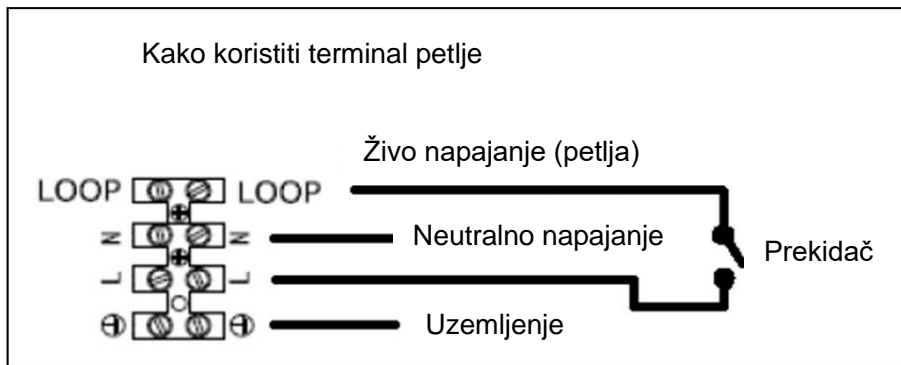 Kako koristiti terminal petlje
Živo napajanje (petlja)
LOOP LOOP
N N Neutralno napajanje
Prekidač
L L
Uzemljenje